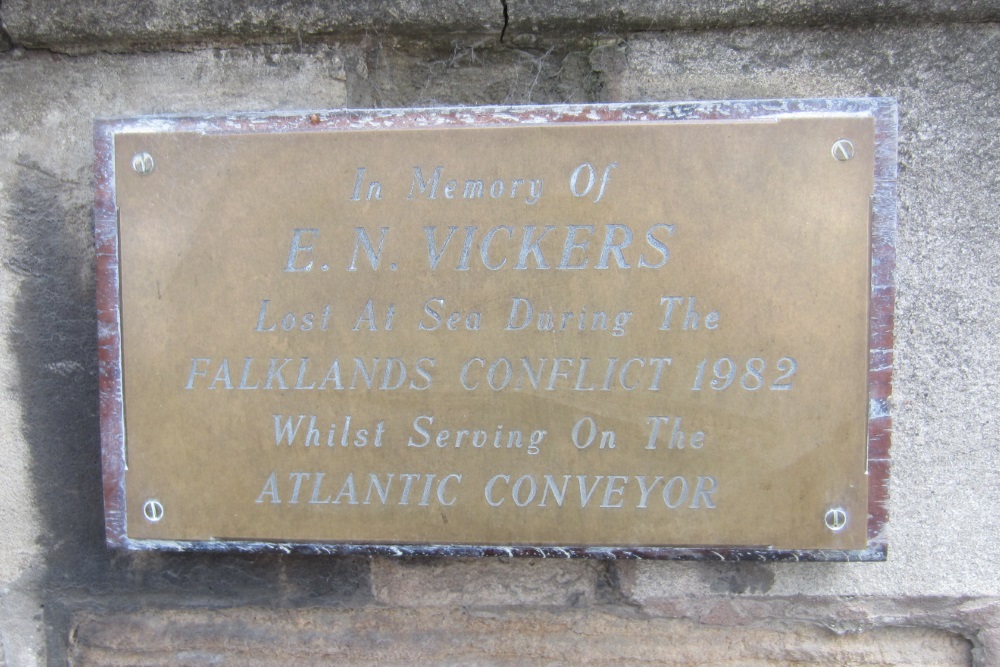 In Memory Of
E. N. VICKERS
Lost At Sea During The
FALKLANDS CONFLICT 1982
Whilst Serving On The
ATLANTIC CONVEYOR